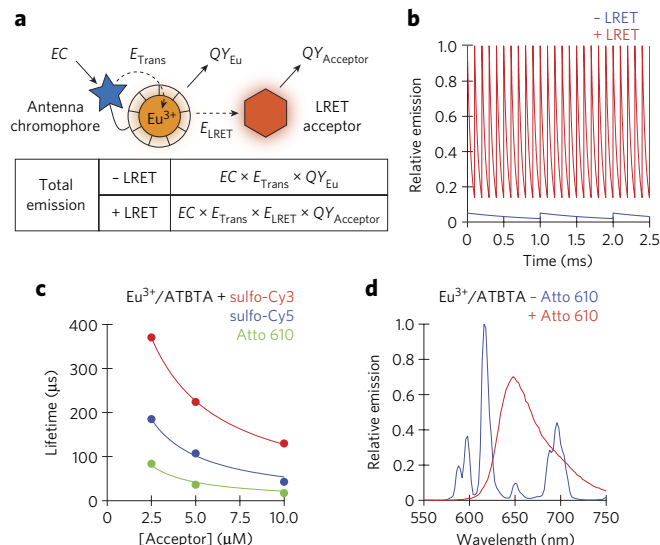 a
EC
E_Trans
QY_Eu
QY_Acceptor
Antenna
chromophore
Eu³⁺
E_LRET
LRET
acceptor
Total
emission
– LRET
EC × E_Trans × QY_Eu
+ LRET
EC × E_Trans × E_LRET × QY_Acceptor
b
– LRET
+ LRET
Relative emission
1.0
0.8
0.6
0.4
0.2
0
0 0.5 1.0 1.5 2.0 2.5
Time (ms)
c
Eu³⁺/ATBTA + sulfo-Cy3
sulfo-Cy5
Atto 610
Lifetime (µs)
400
300
200
100
0
0 2.5 5.0 7.5 10.0
[Acceptor] (µM)
d
Eu³⁺/ATBTA – Atto 610
+ Atto 610
Relative emission
1.0
0.8
0.6
0.4
0.2
0
550 600 650 700 750
Wavelength (nm)